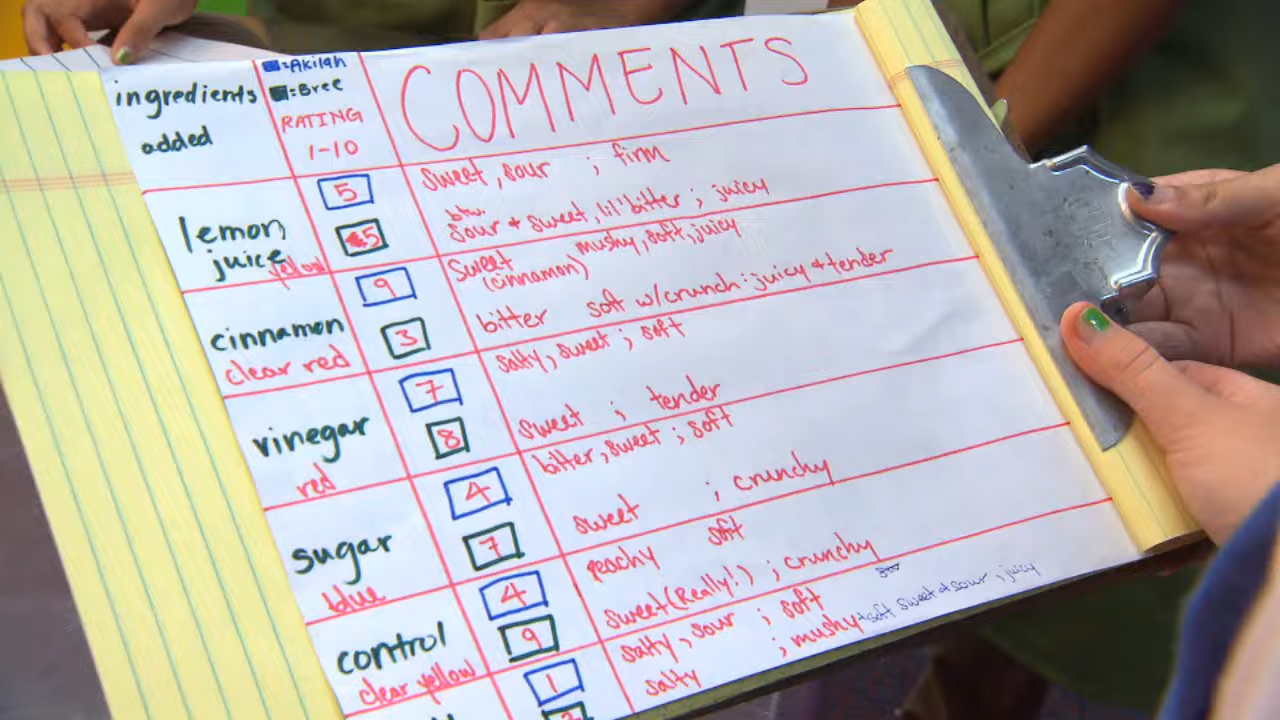 ingredients added
=Akilah
=Bree
RATING
1-10
COMMENTS
lemon juice
yellow
5
sweet, sour ; firm
5
btw. sour & sweet, lil' bitter ; juicy
cinnamon
clear red
9
sweet (cinnamon) mushy, soft, juicy
3
bitter soft w/crunch: juicy & tender
vinegar
red
7
salty, sweet ; soft
8
sweet ; tender
sugar
blue
4
bitter, sweet ; soft
7
sweet ; crunchy
control
clear yellow
4
peachy soft
9
sweet (Really!) ; crunchy
1
salty, sour ; soft
salty ; mushy
soft sweet & sour ; juicy